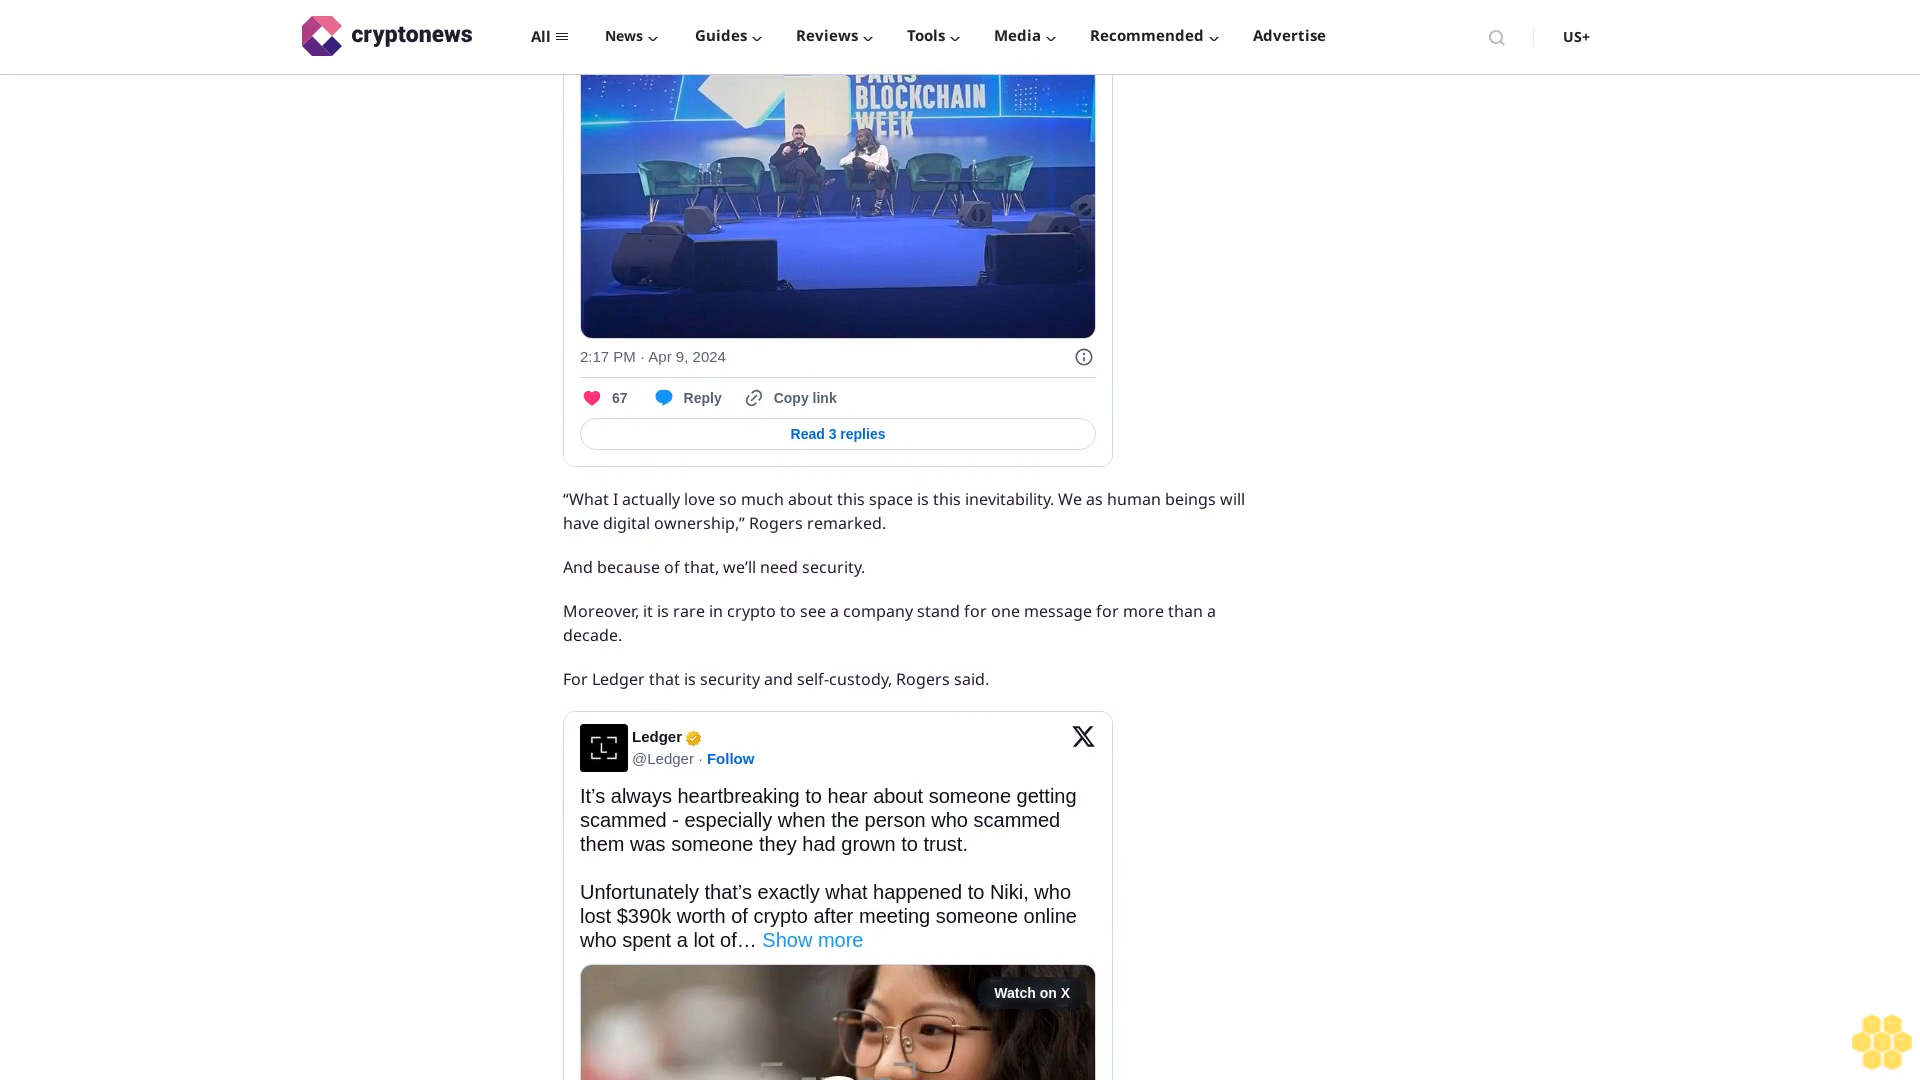 cryptonews
All
News
Guides
Reviews
Tools
Media
Recommended
Advertise
US+
PARIS
BLOCKCHAIN
WEEK
2:17 PM · Apr 9, 2024
67
Reply
Copy link
Read 3 replies
“What I actually love so much about this space is this inevitability. We as human beings will
have digital ownership,” Rogers remarked.
And because of that, we’ll need security.
Moreover, it is rare in crypto to see a company stand for one message for more than a
decade.
For Ledger that is security and self-custody, Rogers said.
Ledger
@Ledger · Follow
It’s always heartbreaking to hear about someone getting
scammed - especially when the person who scammed
them was someone they had grown to trust.
Unfortunately that’s exactly what happened to Niki, who
lost $390k worth of crypto after meeting someone online
who spent a lot of… Show more
Watch on X